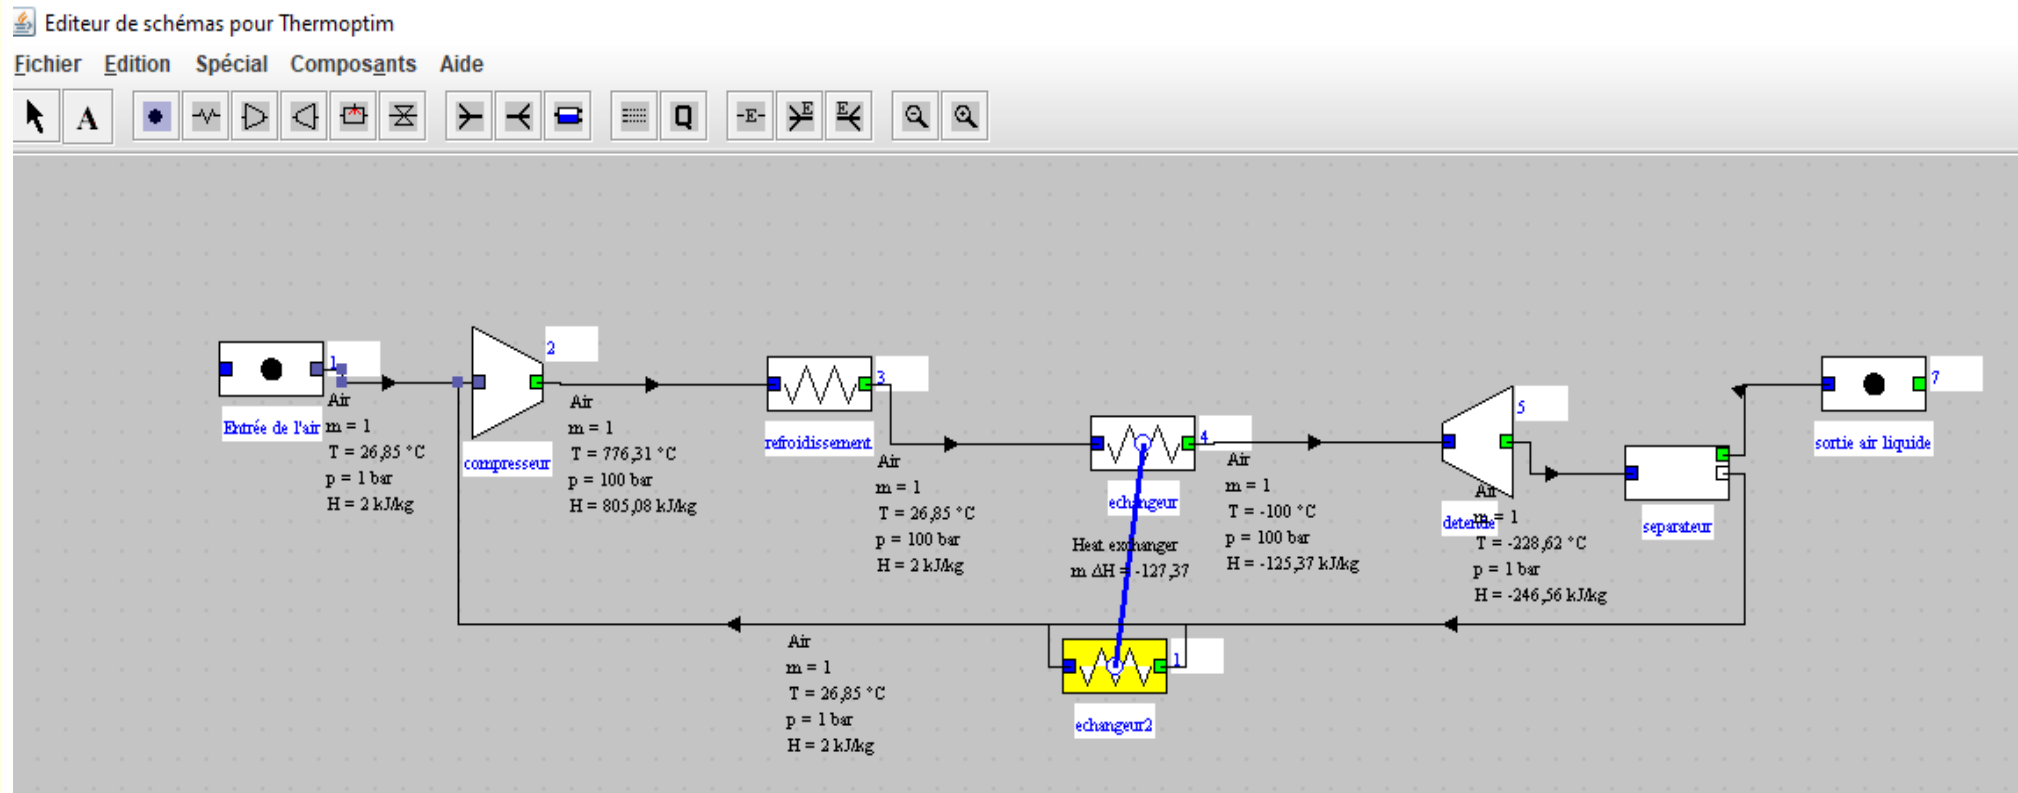 Editeur de schémas pour Thermoptim
Fichier Edition Spécial Composants Aide
A
Q
-E-
E
E
1
Air
m = 1
T = 26,85 °C
p = 1 bar
H = 2 kJ/kg
Entrée de l'air
2
compresseur
Air
m = 1
T = 776,31 °C
p = 100 bar
H = 805,08 kJ/kg
refroidissement
3
Air
m = 1
T = 26,85 °C
p = 100 bar
H = 2 kJ/kg
echangeur
4
Heat exchanger
m ΔH = -127,37
Air
m = 1
T = -100 °C
p = 100 bar
H = -125,37 kJ/kg
5
detente
Air
m = 1
T = -228,62 °C
p = 1 bar
H = -246,56 kJ/kg
separateur
7
sortie air liquide
Air
m = 1
T = 26,85 °C
p = 1 bar
H = 2 kJ/kg
1
echangeur2